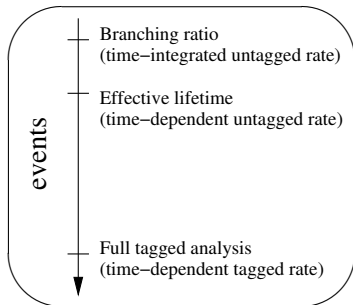 Branching ratio
(time−integrated untagged rate)
Effective lifetime
(time−dependent untagged rate)
events
Full tagged analysis
(time−dependent tagged rate)